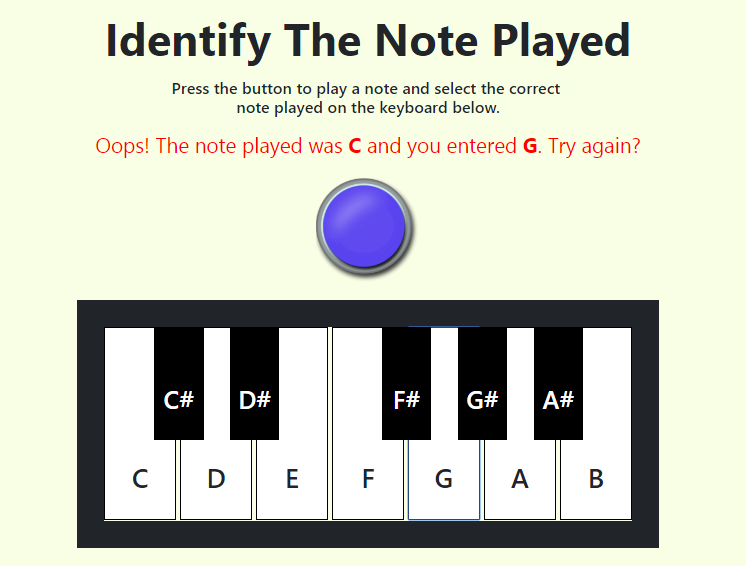 Identify The Note Played
Press the button to play a note and select the correct
note played on the keyboard below.
Oops! The note played was C and you entered G. Try again?
C# D# F# G# A#
C D E F G A B